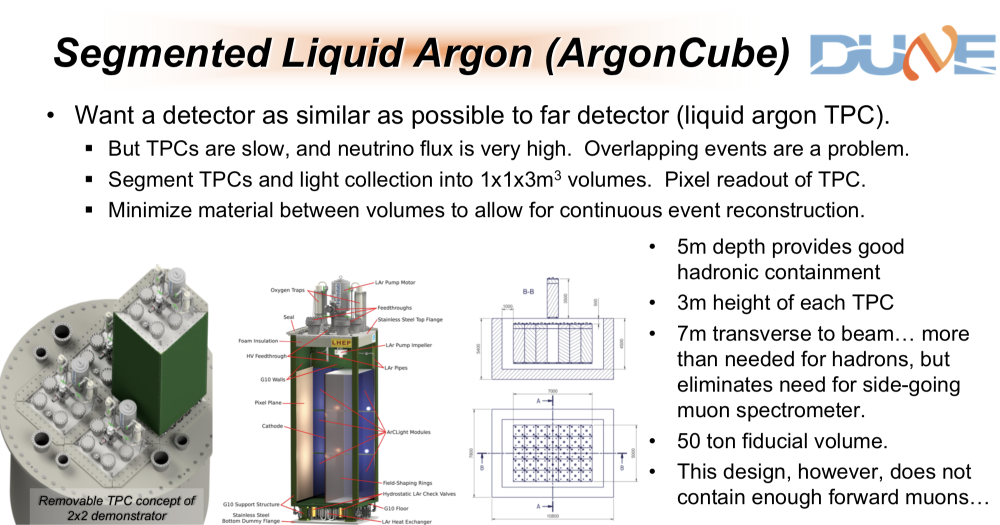 Segmented Liquid Argon (ArgonCube)
DUNE
• Want a detector as similar as possible to far detector (liquid argon TPC).
▪ But TPCs are slow, and neutrino flux is very high. Overlapping events are a problem.
▪ Segment TPCs and light collection into 1x1x3m³ volumes. Pixel readout of TPC.
▪ Minimize material between volumes to allow for continuous event reconstruction.
Removable TPC concept of
2x2 demonstrator
Oxygen Traps
Seal
Foam Insulation
HV Feedthrough
G10 Walls
Pixel Plane
Cathode
G10 Support Structure
Stainless Steel
Bottom Dummy Flange
Fermilab
LHEP
LAr Pump Motor
Feedthroughs
Stainless Steel Top Flange
LAr Pump Impeller
LAr Pipes
ArCLight Modules
Field-Shaping Rings
Hydrostatic LAr Check Valves
G10 Floor
LAr Heat Exchanger
B-B
1000
3500
500
5400
4500
7000
A
7800
5000
B
B
A
10800
• 5m depth provides good
hadronic containment
• 3m height of each TPC
• 7m transverse to beam… more
than needed for hadrons, but
eliminates need for side-going
muon spectrometer.
• 50 ton fiducial volume.
• This design, however, does not
contain enough forward muons…